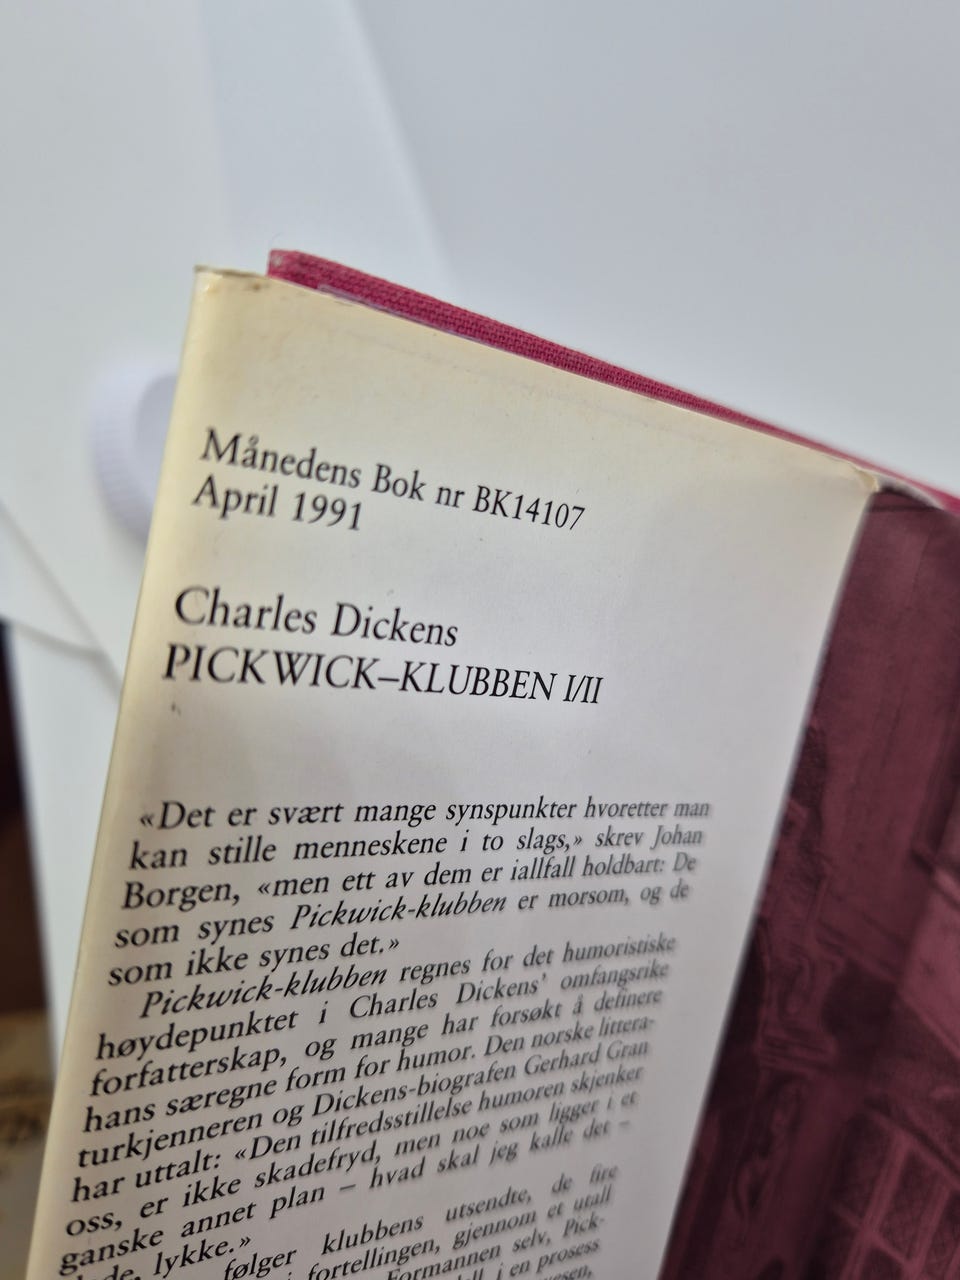 Månedens Bok nr BK14107
April 1991
Charles Dickens
PICKWICK–KLUBBEN I/II
«Det er svært mange synspunkter hvoretter man
kan stille menneskene i to slags,» skrev Johan
Borgen, «men ett av dem er iallfall holdbart: De
som synes Pickwick-klubben er morsom, og de
som ikke synes det.»
Pickwick-klubben regnes for det humoristiske
høydepunktet i Charles Dickens' omfangsrike
forfatterskap, og mange har forsøkt å definere
hans særegne form for humor. Den norske littera-
turkjenneren og Dickens-biografen Gerhard Gran
har uttalt: «Den tilfredsstillelse humoren skjenker
oss, er ikke skadefryd, men noe som ligger i et
ganske annet plan – hvad skal jeg kalle det –
lykke.»
følger klubbens utsendte, de fire
i fortellingen, gjennom et utall
Formannen selv, Pick-
i en prosess